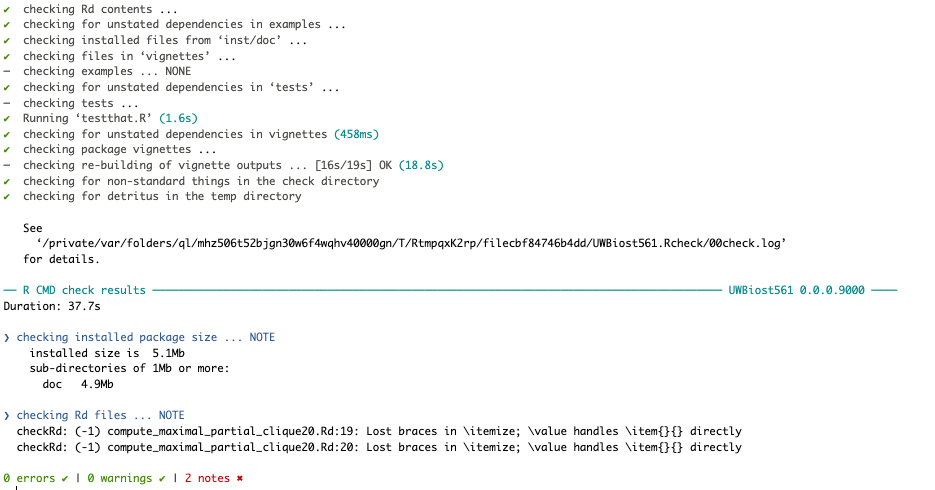 ✔  checking Rd contents ...
✔  checking for unstated dependencies in examples ...
✔  checking installed files from ‘inst/doc’ ...
✔  checking files in ‘vignettes’ ...
─  checking examples ... NONE
✔  checking for unstated dependencies in ‘tests’ ...
─  checking tests ...
✔  Running ‘testthat.R’ (1.6s)
✔  checking for unstated dependencies in vignettes (458ms)
✔  checking package vignettes ...
─  checking re-building of vignette outputs ... [16s/19s] OK (18.8s)
✔  checking for non-standard things in the check directory
✔  checking for detritus in the temp directory
See
‘/private/var/folders/ql/mhz506t52bjgn30w6f4wqhv40000gn/T/RtmpqxK2rp/filecbf84746b4dd/UWBiost561.Rcheck/00check.log’
for details.
── R CMD check results ──────────────────── UWBiost561 0.0.0.9000 ────
Duration: 37.7s
❯ checking installed package size ... NOTE
installed size is  5.1Mb
sub-directories of 1Mb or more:
doc   4.9Mb
❯ checking Rd files ... NOTE
checkRd: (-1) compute_maximal_partial_clique20.Rd:19: Lost braces in \itemize; \value handles \item{}{} directly
checkRd: (-1) compute_maximal_partial_clique20.Rd:20: Lost braces in \itemize; \value handles \item{}{} directly
0 errors ✔ | 0 warnings ✔ | 2 notes ✖